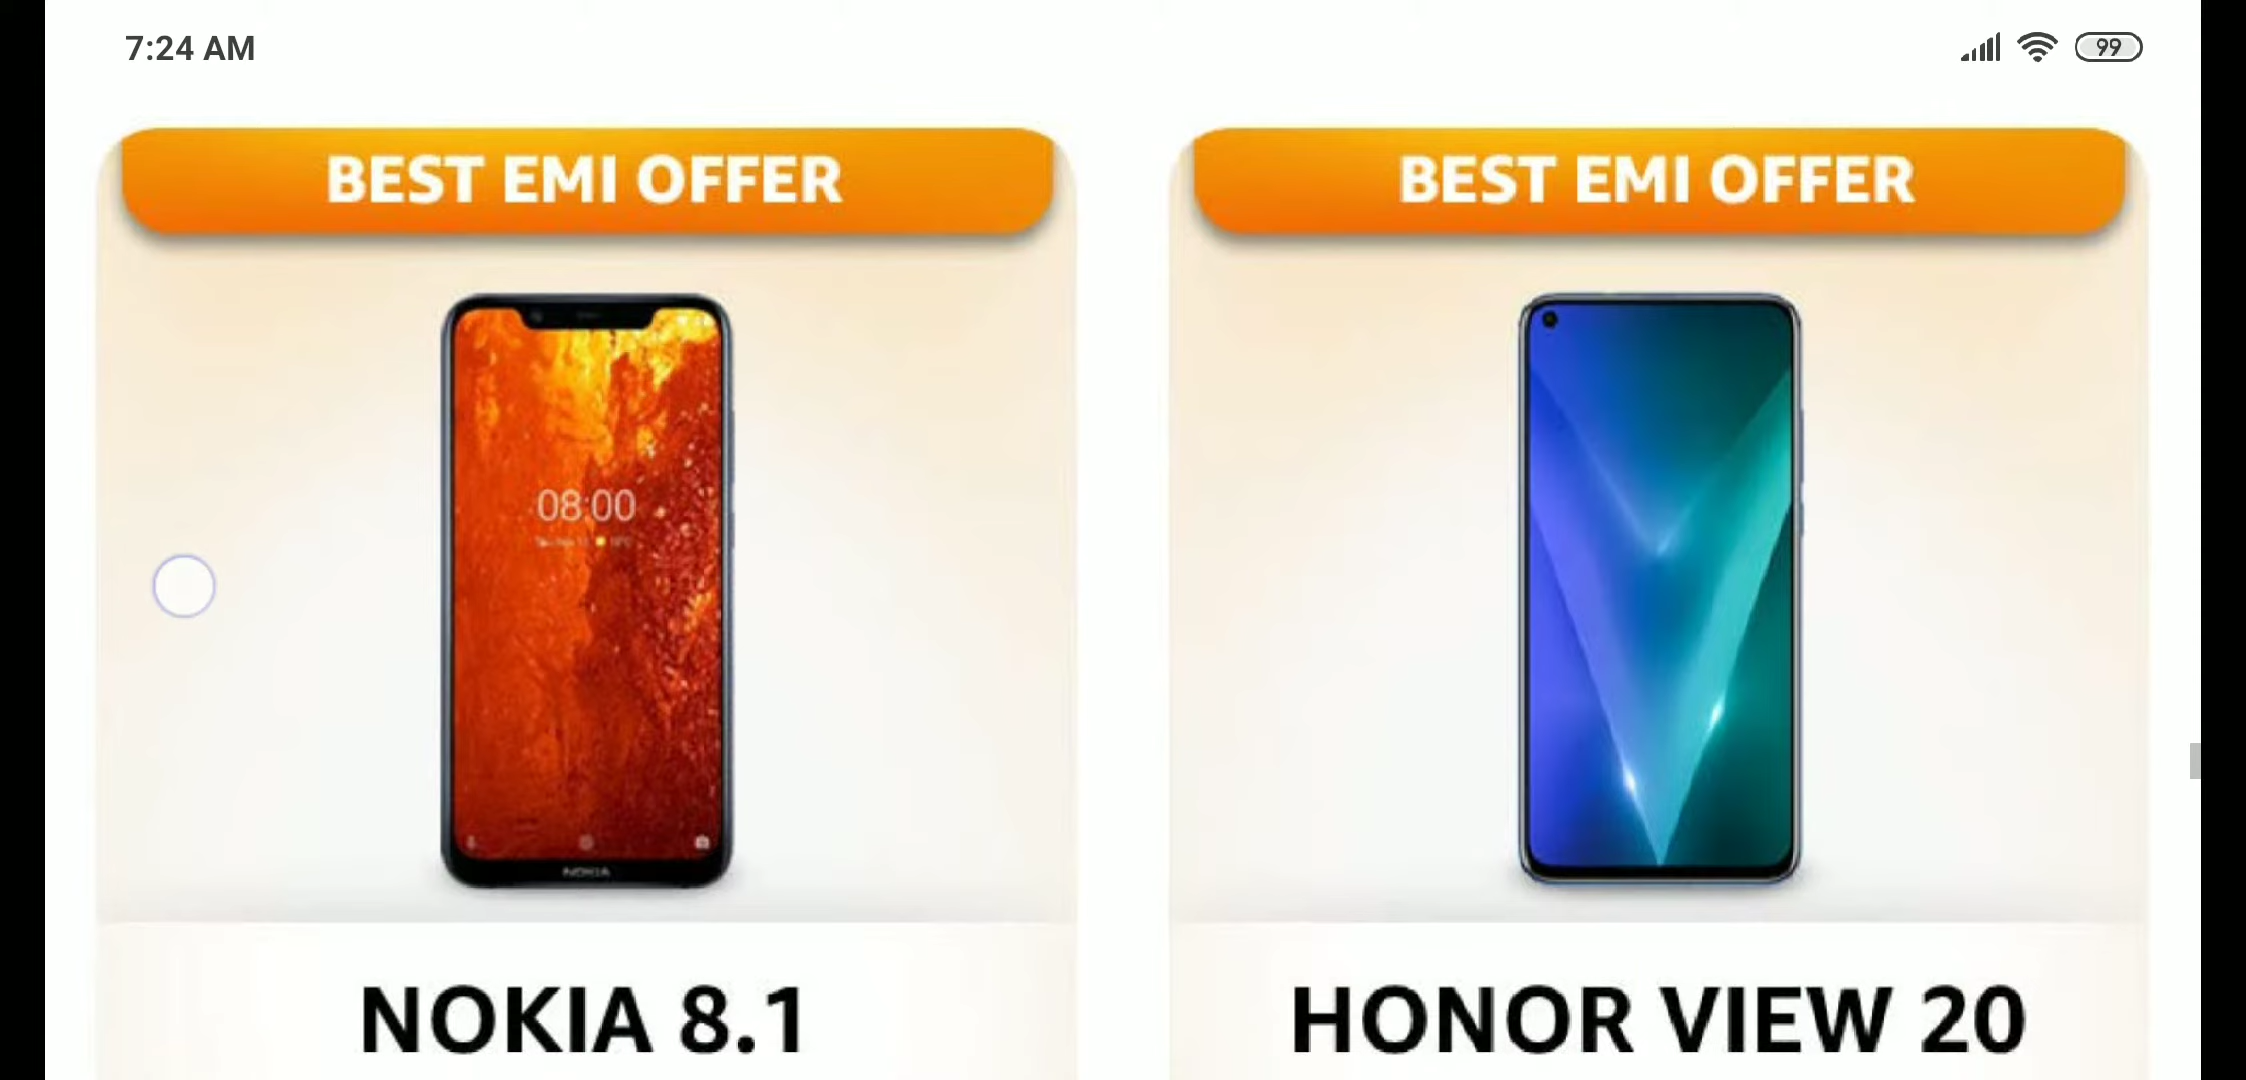 7:24 AM
99
BEST EMI OFFER
BEST EMI OFFER
08:00
NOKIA
NOKIA 8.1
HONOR VIEW 20